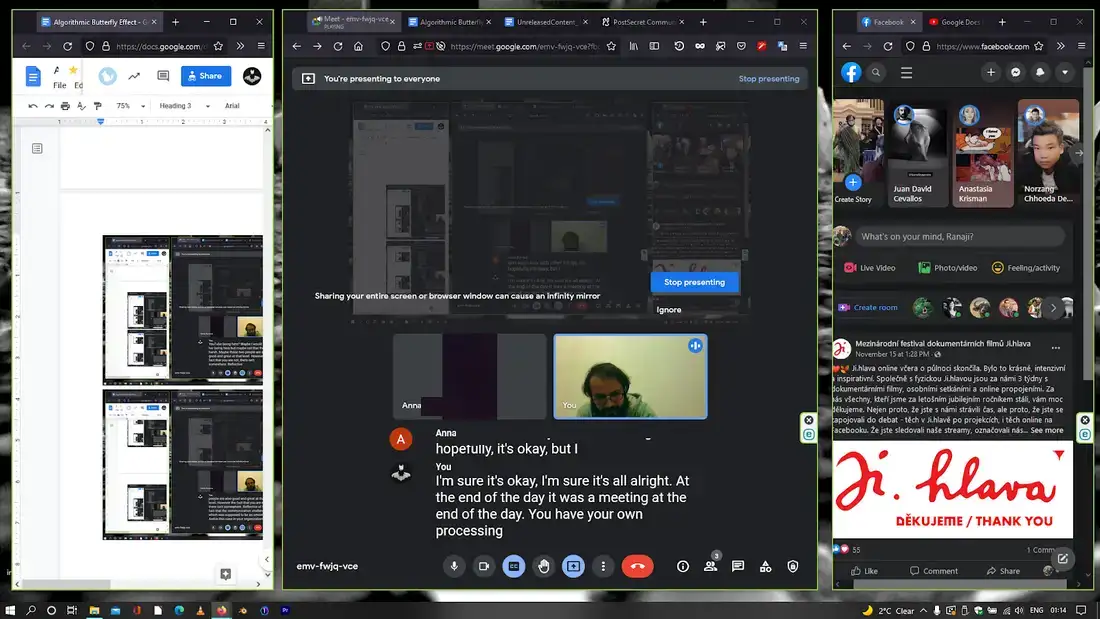 Algorithmic Butterfly Effect - G
https://docs.google.com/d
File
Ed
Share
75%
Heading 3
Arial
Meet - emv-fwjq-vce
PLAYING
Algorithmic Butterfly
UnreleasedContent_
PostSecret Commun
https://meet.google.com/emv-fwjq-vce?
You're presenting to everyone
Stop presenting
Sharing your entire screen or browser window can cause an infinity mirror
Stop presenting
Ignore
Anna
You
A
Anna
hopefully, it's okay, but I
You
I'm sure it's okay, I'm sure it's all alright. At
the end of the day it was a meeting at the
end of the day. You have your own
processing
emv-fwjq-vce
3
Facebook
Google Docs
https://www.facebook.com
Create Story
Juan David
Cevallos
Anastasia
Krisman
Norzang
Chhoeda De...
What's on your mind, Ranaji?
Live Video
Photo/video
Feeling/activity
Create room
Mezinárodní festival dokumentárních filmů Ji.hlava
November 15 at 1:28 PM
Ji.hlava online včera o půlnoci skončila. Bylo to krásné, intenzivní
a inspirativní. Společně s fyzickou Ji.hlavou jsou za námi 3 týdny s
dokumentárními filmy, osobními setkáními a online propojeními. Za
nás všechny, kteří jsme za letošním jubilejním ročníkem stáli, vám moc
děkujeme. Nejen proto, že jste s námi strávili čas, ale proto, že jste se
zapojovali do debat - těch v Ji.hlavě po projekcích, i těch online na
Facebooku. Že jste sledovali naše streamy, označovali nás... See more
Ji. hlava
DĚKUJEME / THANK YOU
55
1 Comm
Like
Comment
Share
2°C Clear
ENG
01:14